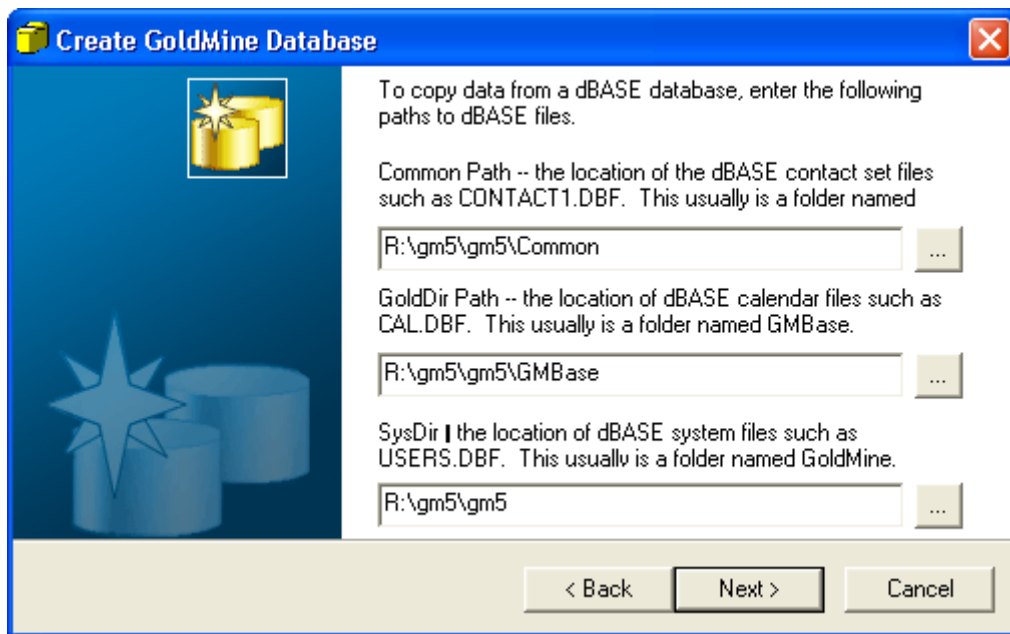 Create GoldMine Database
To copy data from a dBASE database, enter the following
paths to dBASE files.
Common Path -- the location of the dBASE contact set files
such as CONTACT1.DBF.  This usually is a folder named
R:\gm5\gm5\Common
...
GoldDir Path -- the location of dBASE calendar files such as
CAL.DBF.  This usually is a folder named GMBase.
R:\gm5\gm5\GMBase
...
SysDir | the location of dBASE system files such as
USERS.DBF.  This usually is a folder named GoldMine.
R:\gm5\gm5
...
< Back
Next >
Cancel